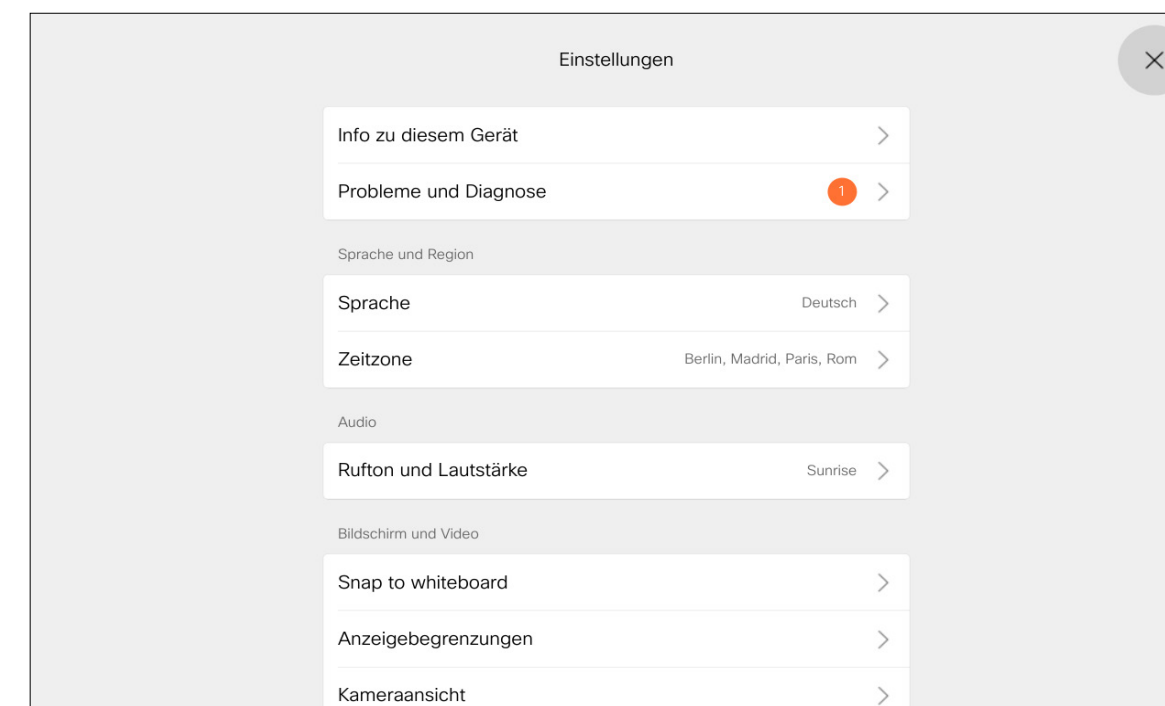 Einstellungen
Info zu diesem Gerät
Probleme und Diagnose 1
Sprache und Region
Sprache Deutsch
Zeitzone Berlin, Madrid, Paris, Rom
Audio
Rufton und Lautstärke Sunrise
Bildschirm und Video
Snap to whiteboard
Anzeigebegrenzungen
Kameraansicht